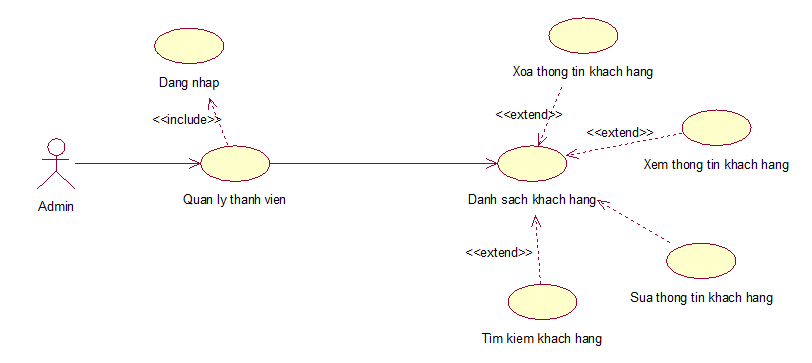 Dang nhap
Xoa thong tin khach hang
<<include>>
<<extend>>
<<extend>>
Xem thong tin khach hang
Admin
Quan ly thanh vien
Danh sach khach hang
<<extend>>
Sua thong tin khach hang
Tim kiem khach hang